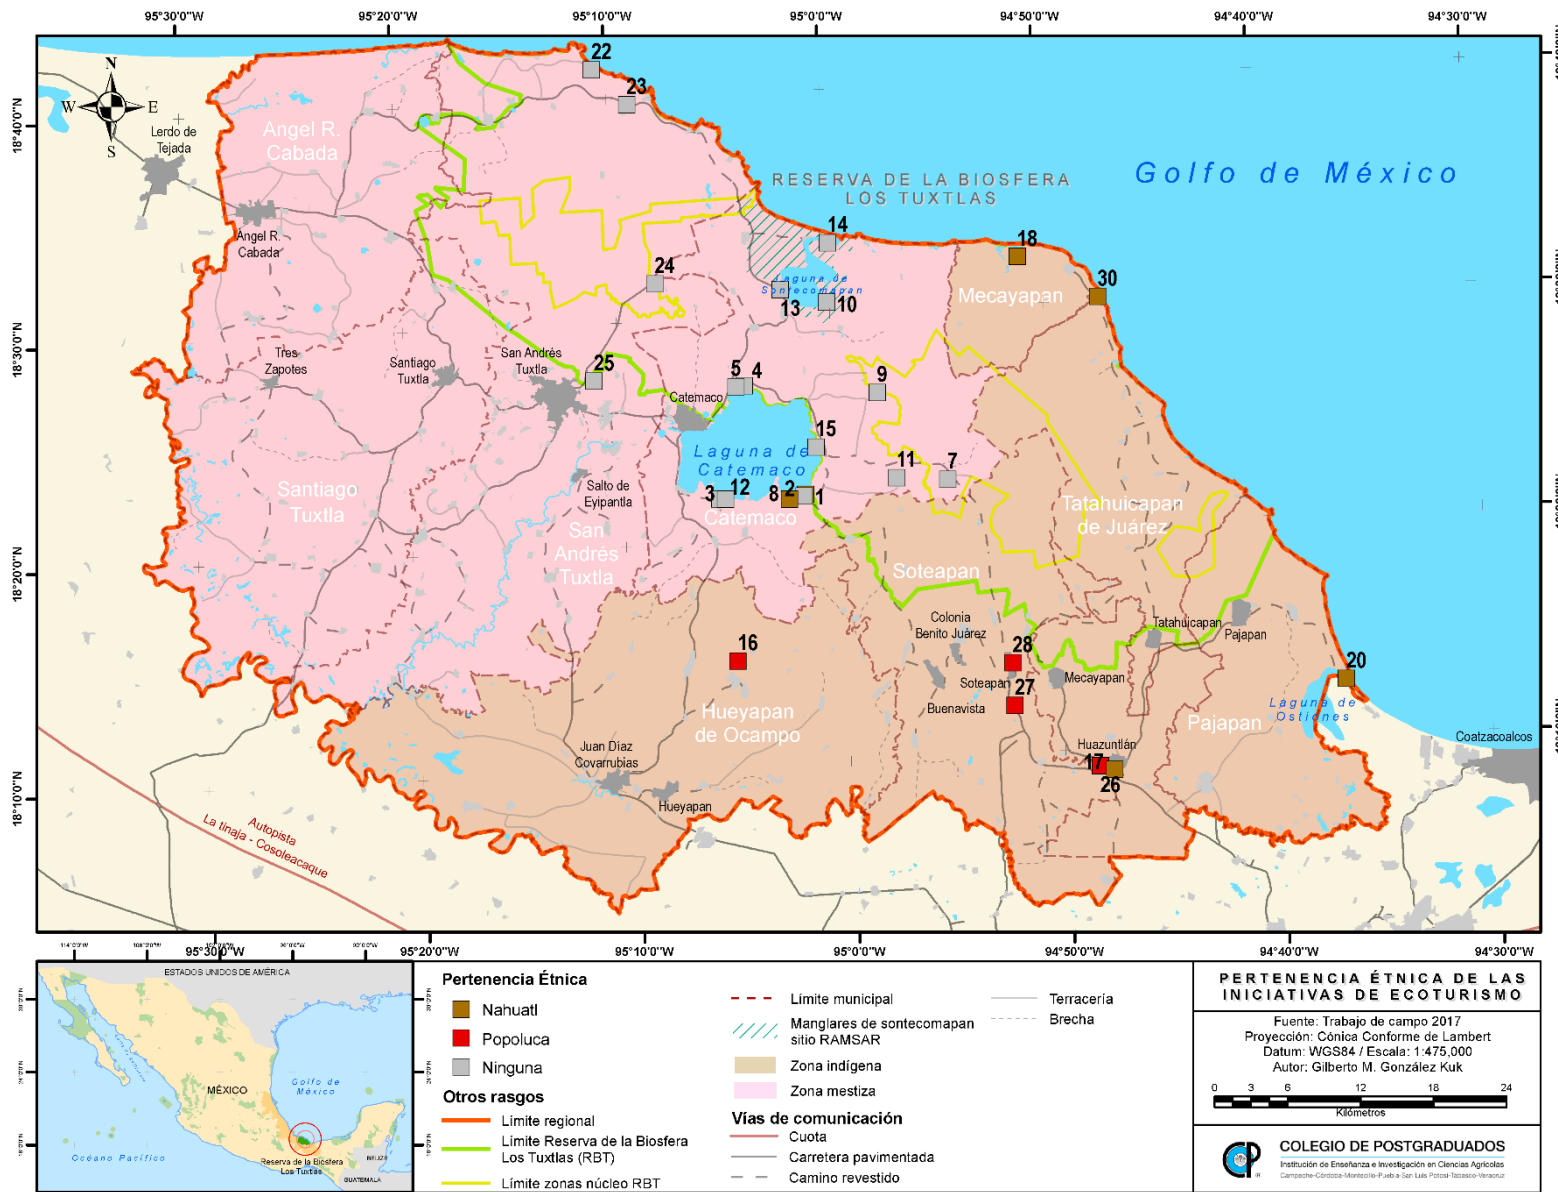 95°30'0"W
95°20'0"W
95°10'0"W
95°0'0"W
94°50'0"W
94°40'0"W
94°30'0"W
N
W
E
S
22
23
18°40'0"N
Lerdo de
Tejada
Angel R.
Cabada
Golfo de México
RESERVA DE LA BIOSFERA
LOS TUXTLAS
Angel R.
Cabada
14
18
24
30
Mecayapan
Laguna de
Sontecomapan
13
10
18°30'0"N
Tres
Zapotes
Santiago
Tuxtla
San Andrés
Tuxtla
25
5
4
9
Catemaco
15
Laguna de
Catemaco
11
7
Santiago
Tuxtla
Salto de
Eyipantla
3
12
8
2
1
Catemaco
Tatahuicapan
de Juárez
San
Andrés
Tuxtla
18°20'0"N
Soteapan
Colonia
Benito Juárez
Tatahuicapan
Pajapan
16
28
20
Soteapan
Mecayapan
27
Buenavista
Laguna de
Ostiones
Hueyapan
de Ocampo
Pajapan
Juan Díaz
Covarrubias
Huazuntlán
Coatzacoalcos
17
26
18°10'0"N
Hueyapan
Autopista
La tinaja - Cosoleacaque
95°30'0"W
95°20'0"W
95°10'0"W
95°0'0"W
94°50'0"W
94°40'0"W
94°30'0"W
ESTADOS UNIDOS DE AMÉRICA
MÉXICO
Golfo de
México
Océano Pacífico
Reserva de la Biósfera
Los Tuxtlas
BELIZE
GUATEMALA
Pertenencia Étnica
Nahuatl
Popoluca
Ninguna
Otros rasgos
Límite regional
Límite Reserva de la Biosfera
Los Tuxtlas (RBT)
Límite zonas núcleo RBT
Límite municipal
Manglares de sontecomapan
sitio RAMSAR
Zona indígena
Zona mestiza
Vías de comunicación
Cuota
Carretera pavimentada
Camino revestido
Terracería
Brecha
PERTENENCIA ÉTNICA DE LAS
INICIATIVAS DE ECOTURISMO
Fuente: Trabajo de campo 2017
Proyección: Cónica Conforme de Lambert
Datum: WGS84 / Escala: 1:475,000
Autor: Gilberto M. González Kuk
0 3 6 12 18 24
Kilómetros
COLEGIO DE POSTGRADUADOS
Institución de Enseñanza e Investigación en Ciencias Agrícolas
Campeche-Córdoba-Montecillo-Puebla-San Luis Potosí-Tabasco-Veracruz